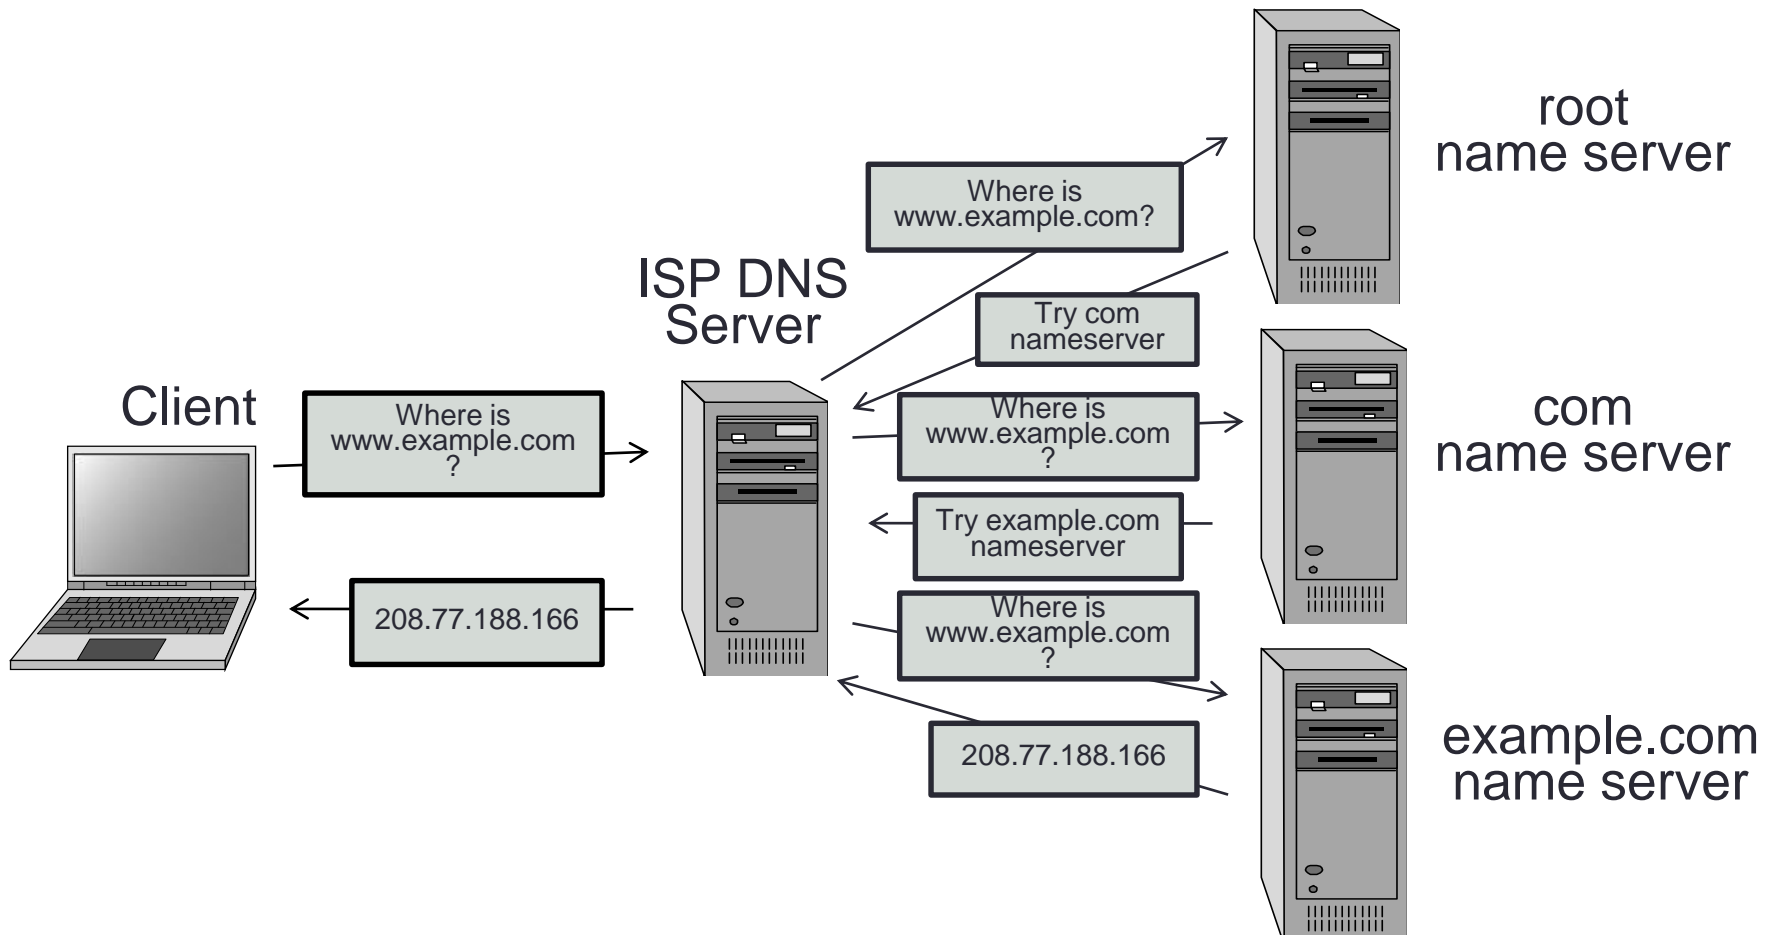 root
name server
Where is
www.example.com?
ISP DNS
Server
Try com
nameserver
Client
Where is
www.example.com
?
Where is
www.example.com
?
com
name server
Try example.com
nameserver
208.77.188.166
Where is
www.example.com
?
208.77.188.166
example.com
name server